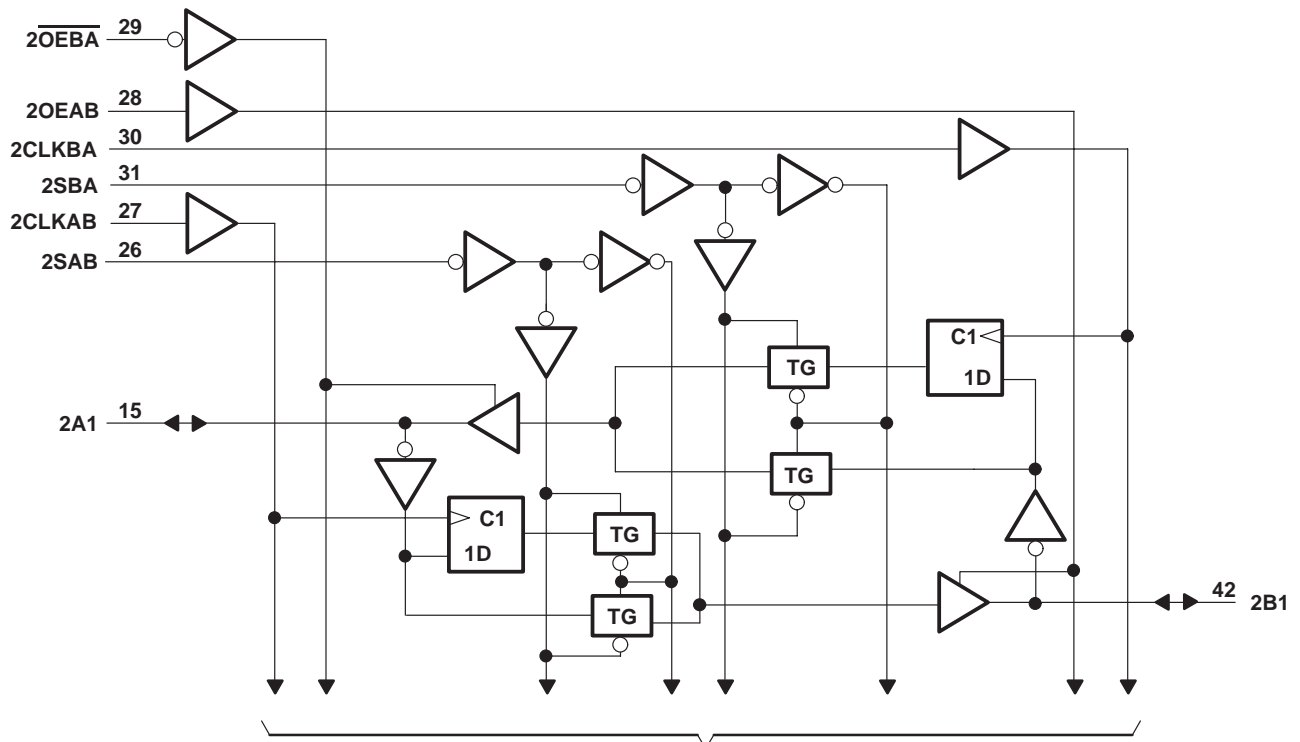 2O̅E̅B̅A̅ 29
2OEAB 28
2CLKBA 30
2SBA 31
2CLKAB 27
2SAB 26
C1
TG
1D
2A1 15
TG
C1
TG
1D
42 2B1
TG